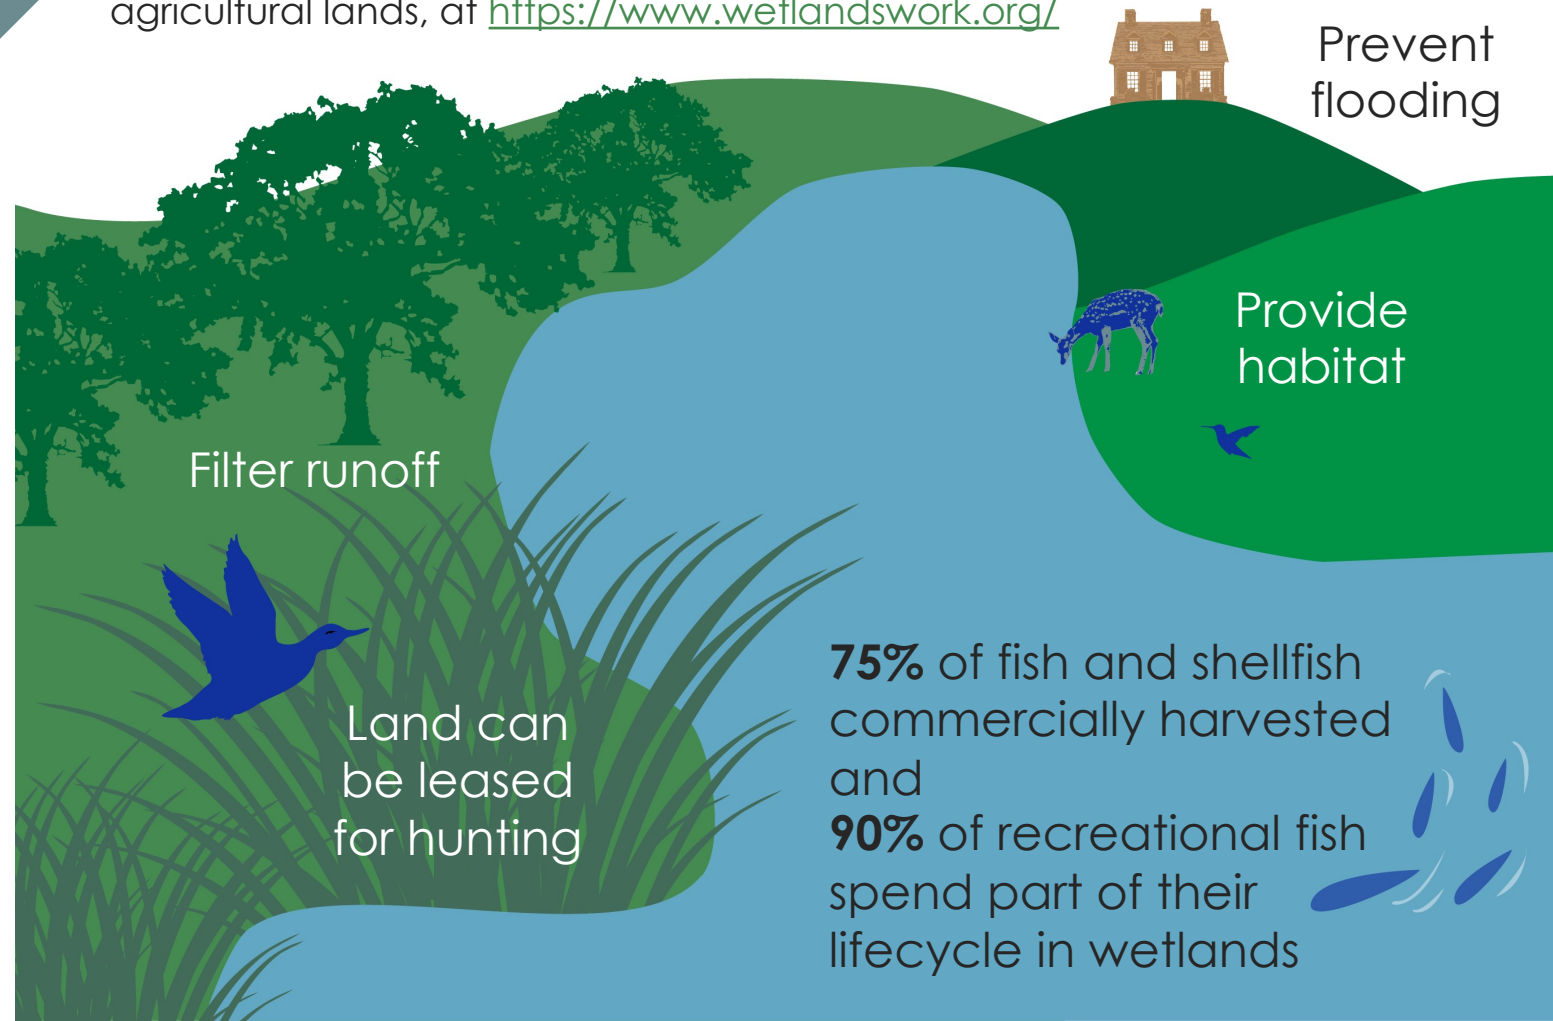 agricultural lands, at https://www.wetlandswork.org/
Prevent
flooding
Provide
habitat
Filter runoff
Land can
be leased
for hunting
75% of fish and shellfish
commercially harvested
and
90% of recreational fish
spend part of their
lifecycle in wetlands